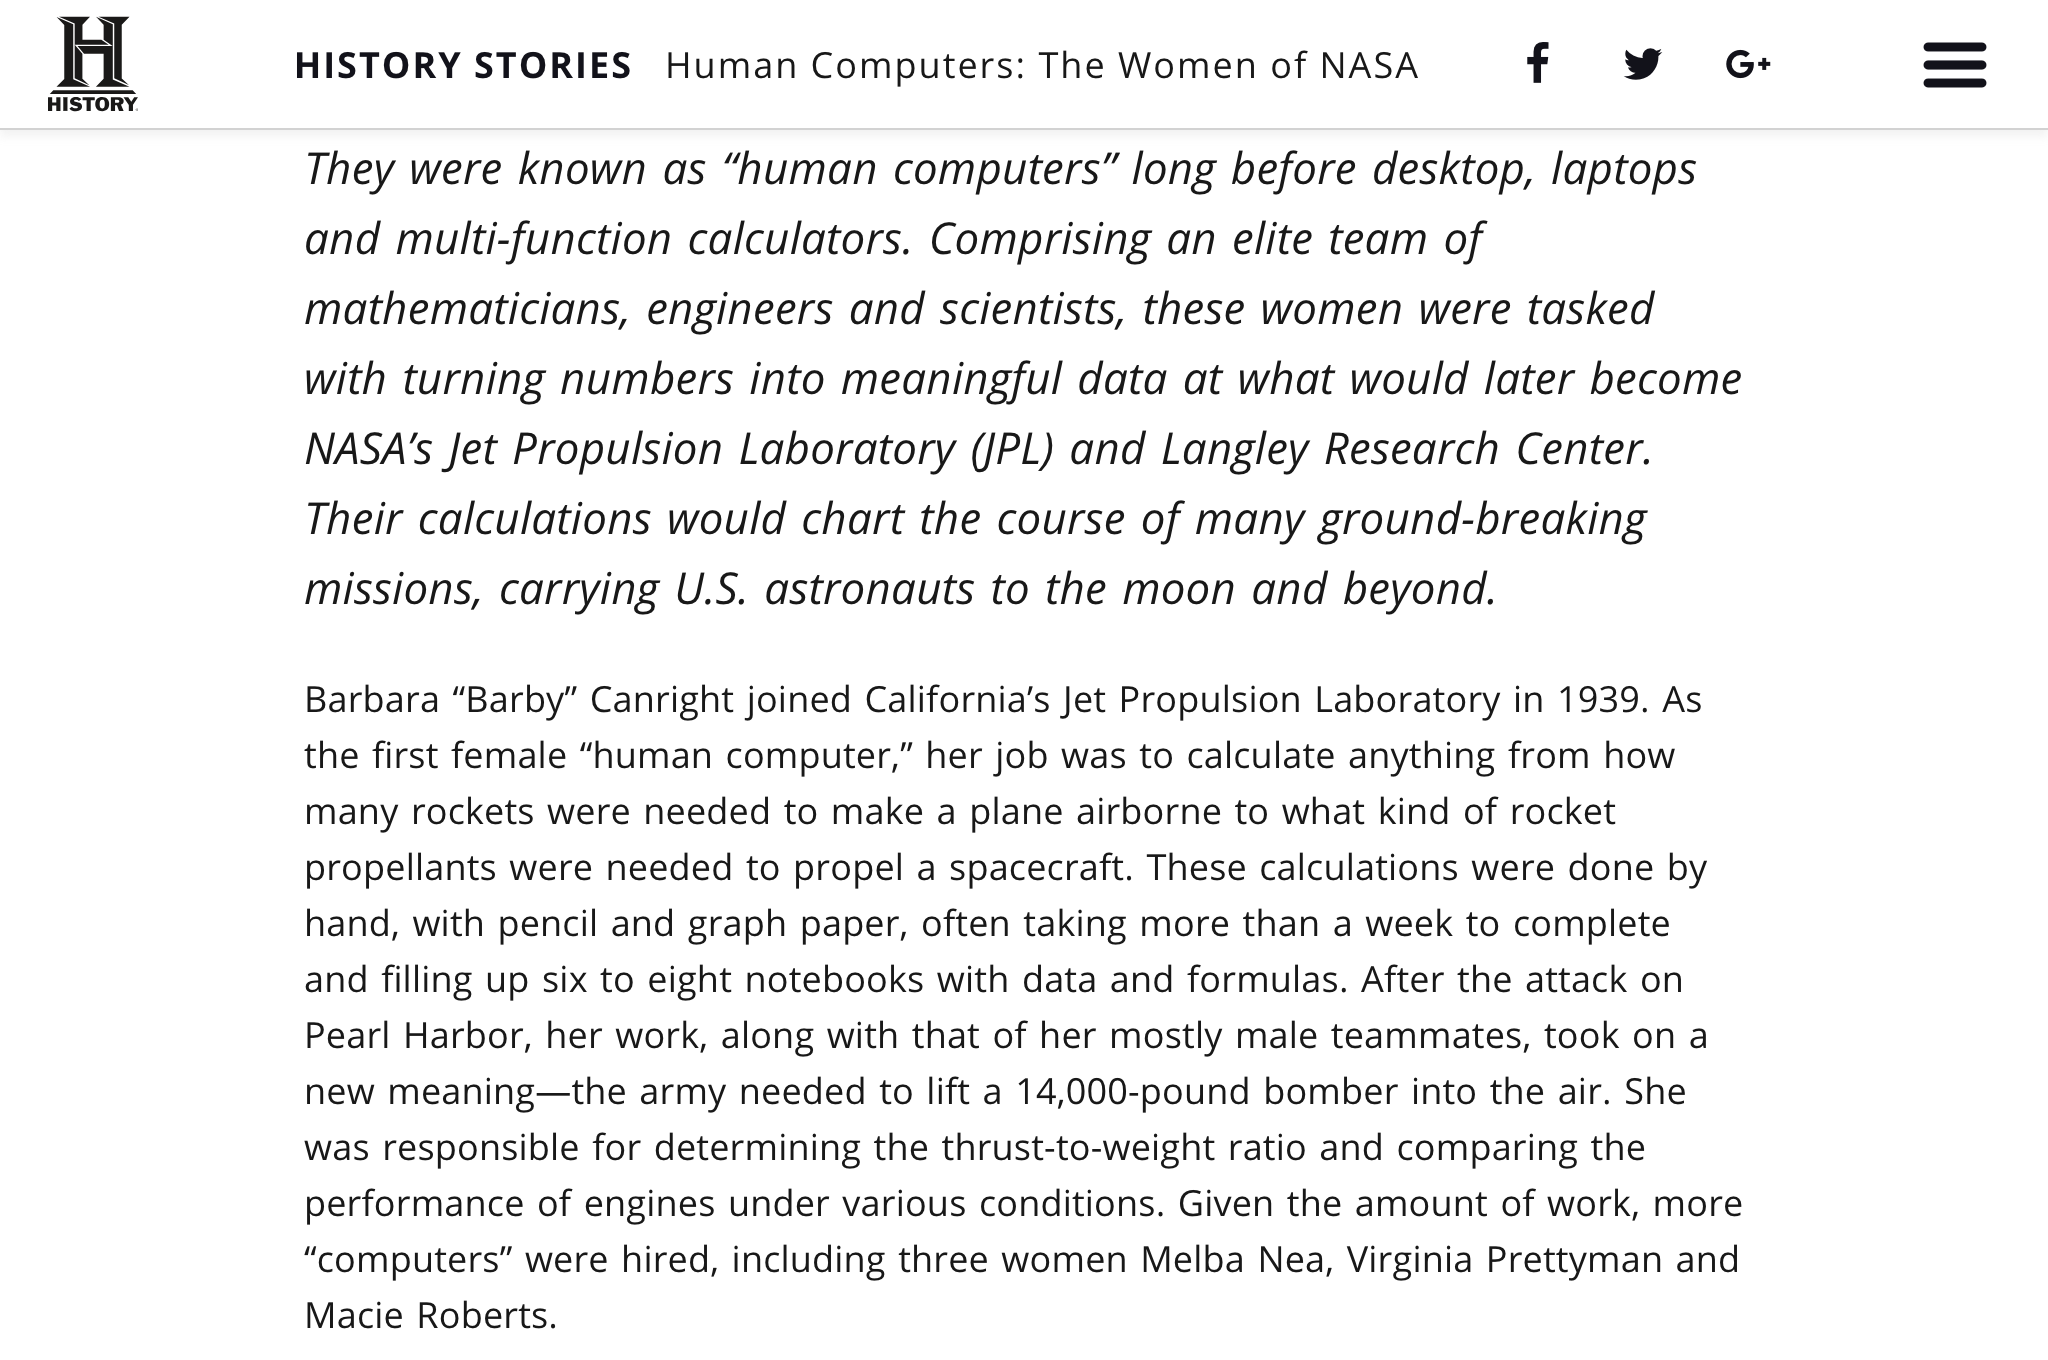 HISTORY
HISTORY STORIES Human Computers: The Women of NASA
They were known as “human computers” long before desktop, laptops
and multi-function calculators. Comprising an elite team of
mathematicians, engineers and scientists, these women were tasked
with turning numbers into meaningful data at what would later become
NASA’s Jet Propulsion Laboratory (JPL) and Langley Research Center.
Their calculations would chart the course of many ground-breaking
missions, carrying U.S. astronauts to the moon and beyond.
Barbara “Barby” Canright joined California’s Jet Propulsion Laboratory in 1939. As
the first female “human computer,” her job was to calculate anything from how
many rockets were needed to make a plane airborne to what kind of rocket
propellants were needed to propel a spacecraft. These calculations were done by
hand, with pencil and graph paper, often taking more than a week to complete
and filling up six to eight notebooks with data and formulas. After the attack on
Pearl Harbor, her work, along with that of her mostly male teammates, took on a
new meaning—the army needed to lift a 14,000-pound bomber into the air. She
was responsible for determining the thrust-to-weight ratio and comparing the
performance of engines under various conditions. Given the amount of work, more
“computers” were hired, including three women Melba Nea, Virginia Prettyman and
Macie Roberts.